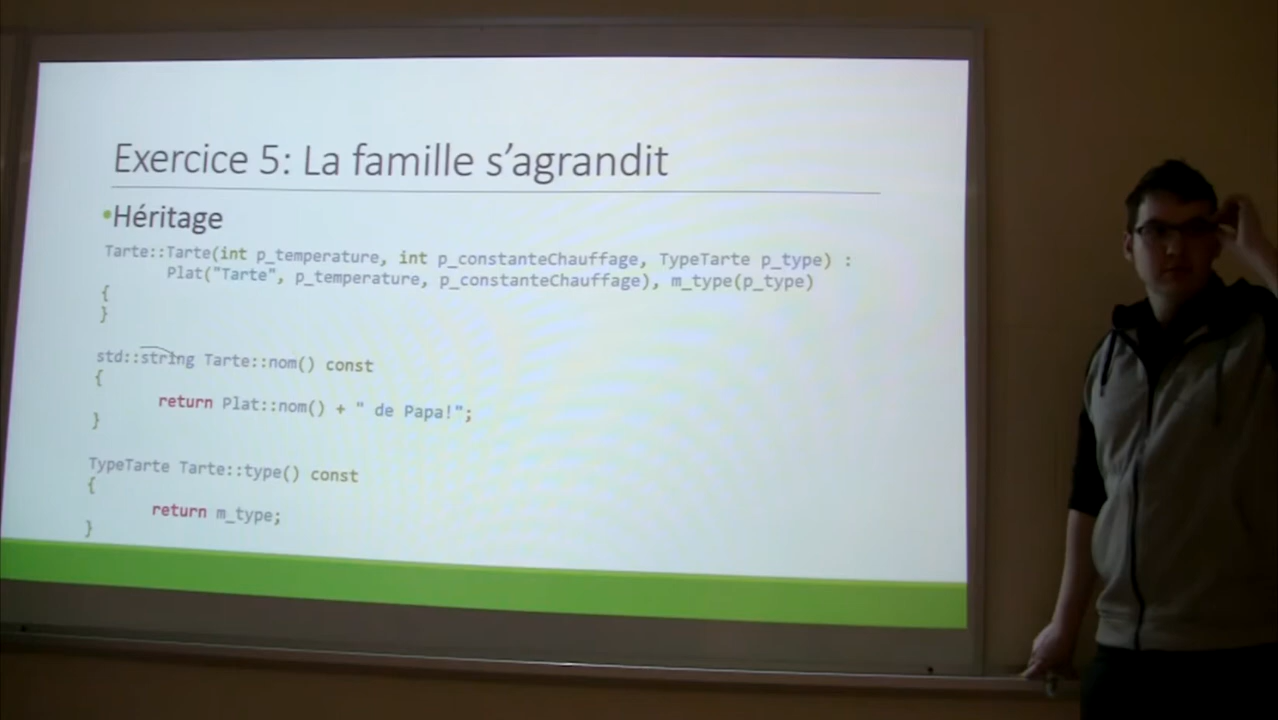 Exercice 5: La famille s’agrandit
•Héritage
Tarte::Tarte(int p_temperature, int p_constanteChauffage, TypeTarte p_type) :
Plat("Tarte", p_temperature, p_constanteChauffage), m_type(p_type)
{
}
std::string Tarte::nom() const
{
return Plat::nom() + " de Papa!";
}
TypeTarte Tarte::type() const
{
return m_type;
}